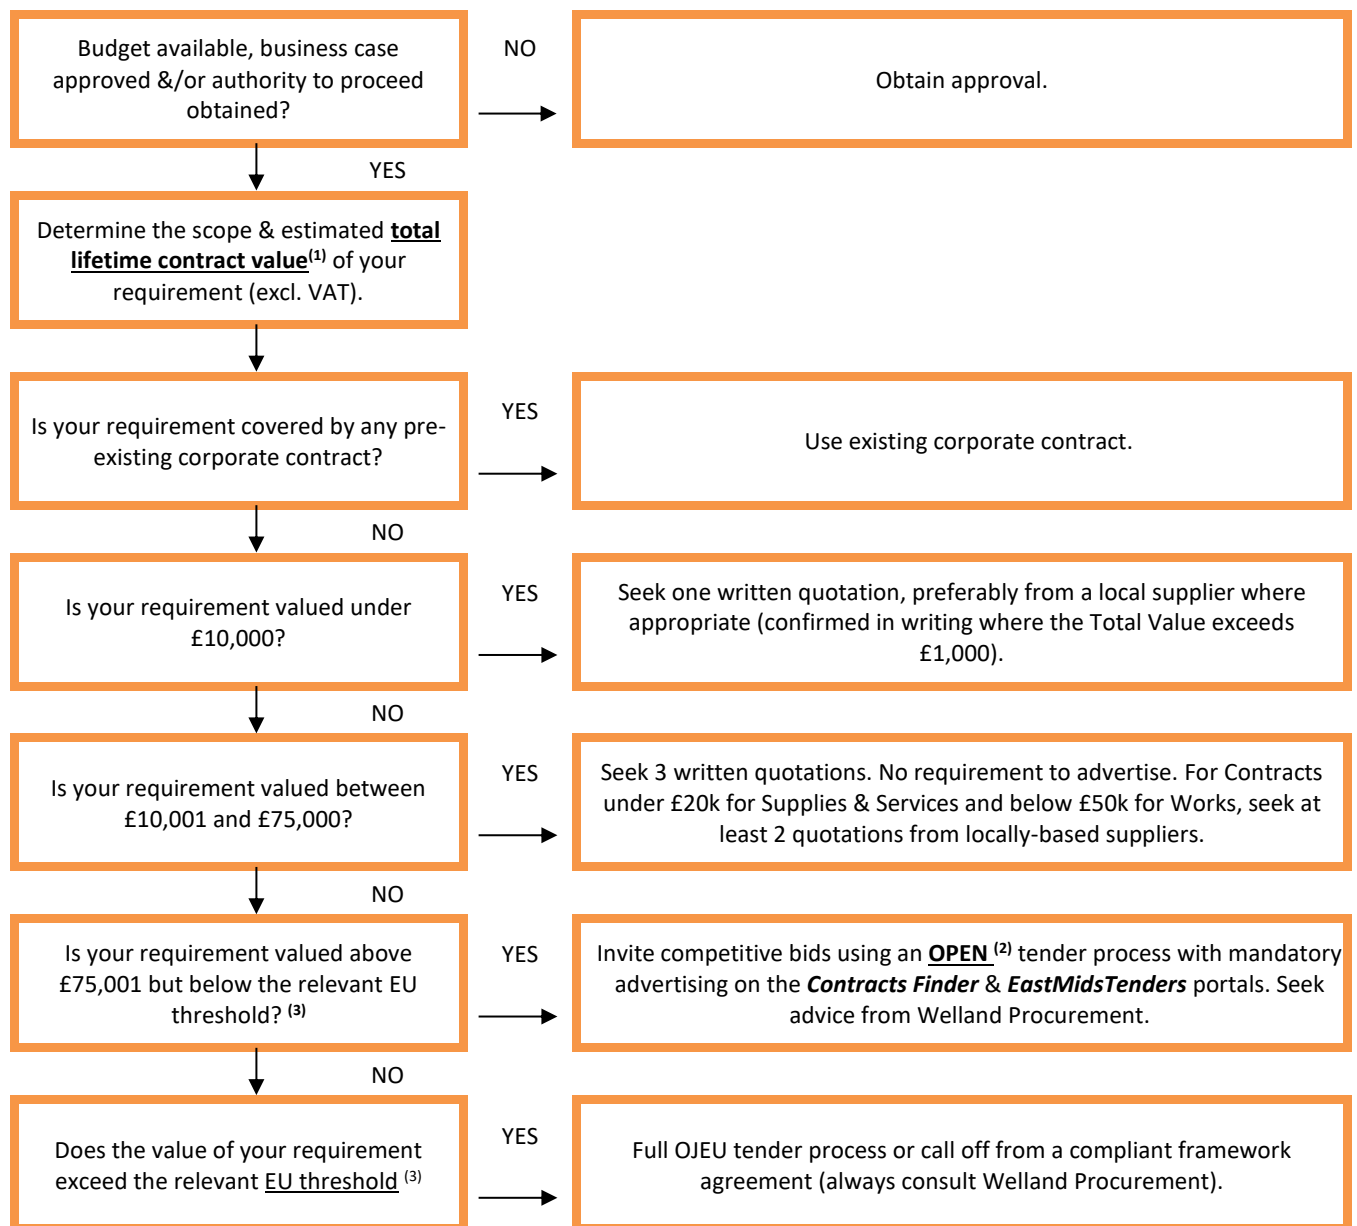 Budget available, business case
approved &/or authority to proceed
obtained?
NO
Obtain approval.
YES
Determine the scope & estimated total
lifetime contract value(1) of your
requirement (excl. VAT).
Is your requirement covered by any pre-
existing corporate contract?
YES
Use existing corporate contract.
NO
Is your requirement valued under
£10,000?
YES
Seek one written quotation, preferably from a local supplier where
appropriate (confirmed in writing where the Total Value exceeds
£1,000).
NO
Is your requirement valued between
£10,001 and £75,000?
YES
Seek 3 written quotations. No requirement to advertise. For Contracts
under £20k for Supplies & Services and below £50k for Works, seek at
least 2 quotations from locally-based suppliers.
NO
Is your requirement valued above
£75,001 but below the relevant EU
threshold? (3)
YES
Invite competitive bids using an OPEN (2) tender process with mandatory
advertising on the Contracts Finder & EastMidsTenders portals. Seek
advice from Welland Procurement.
NO
Does the value of your requirement
exceed the relevant EU threshold (3)
YES
Full OJEU tender process or call off from a compliant framework
agreement (always consult Welland Procurement).